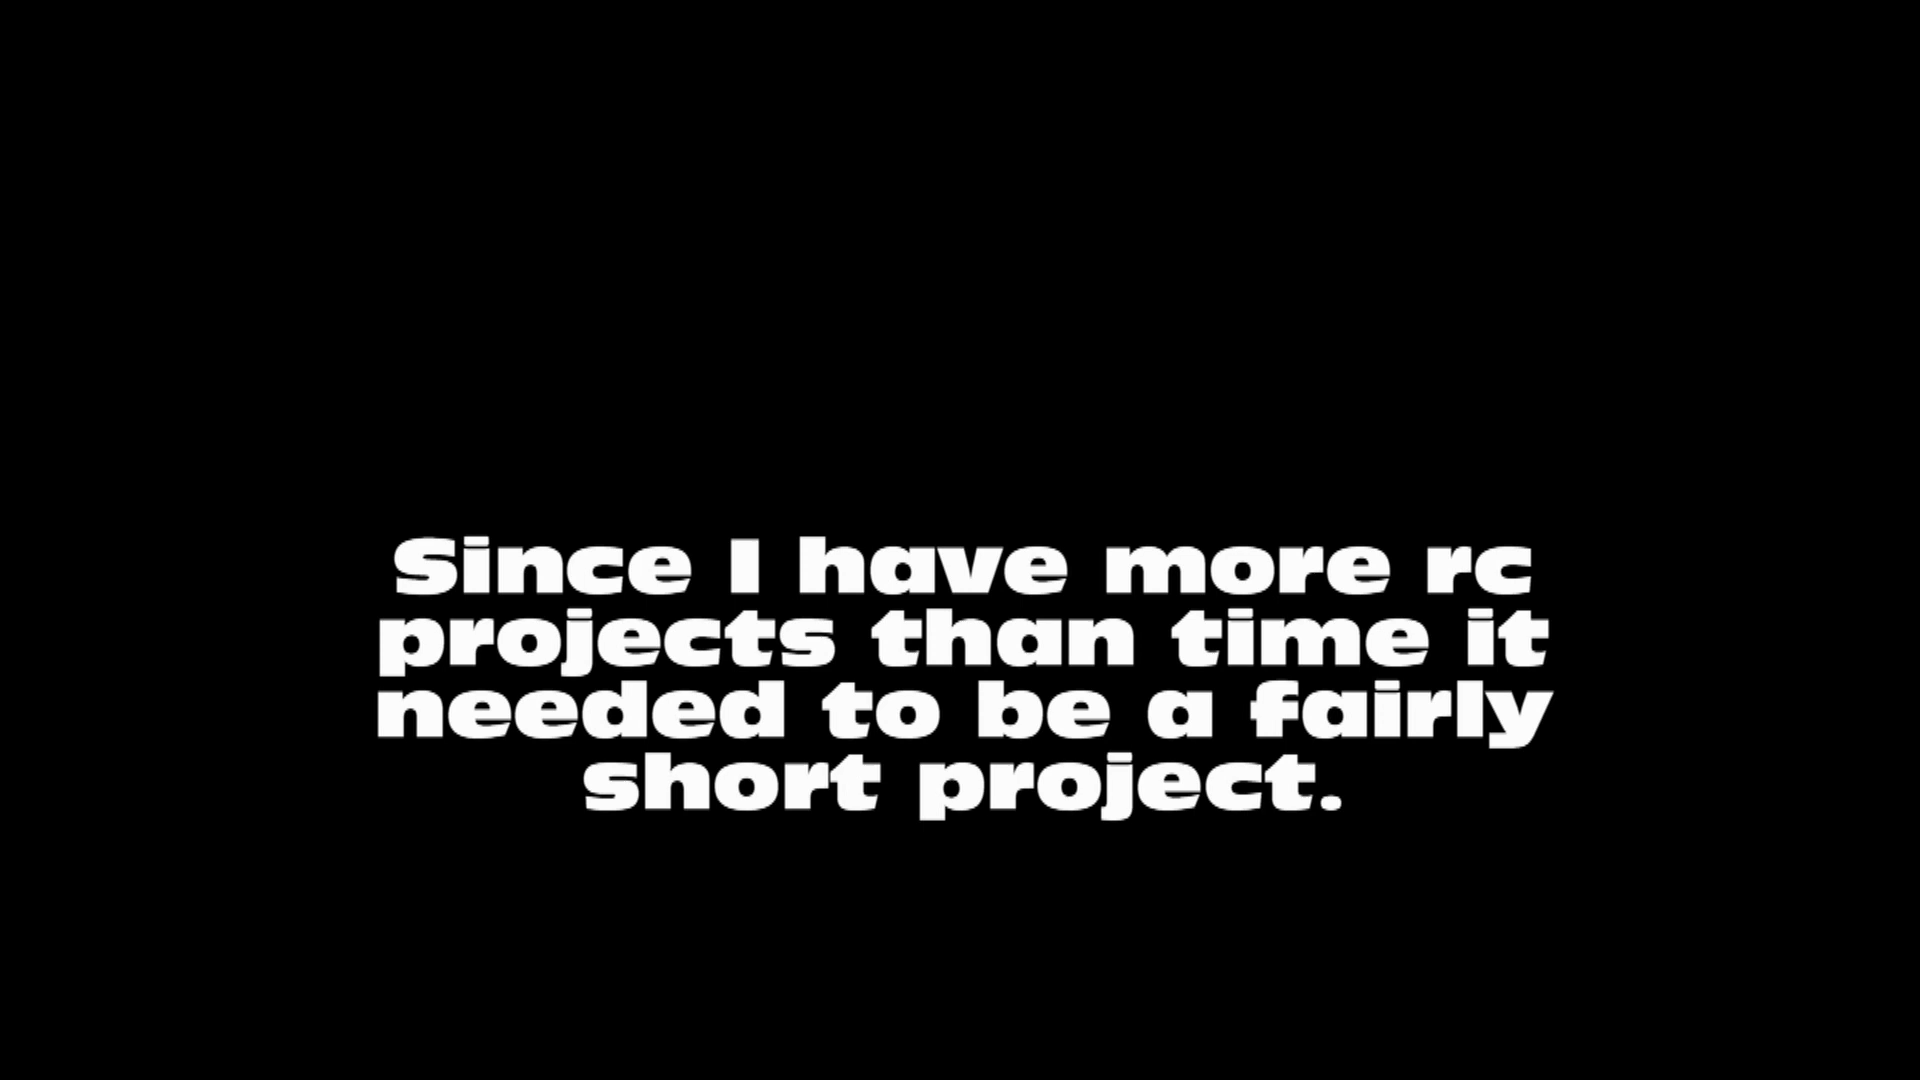 Since I have more rc
projects than time it
needed to be a fairly
short project.